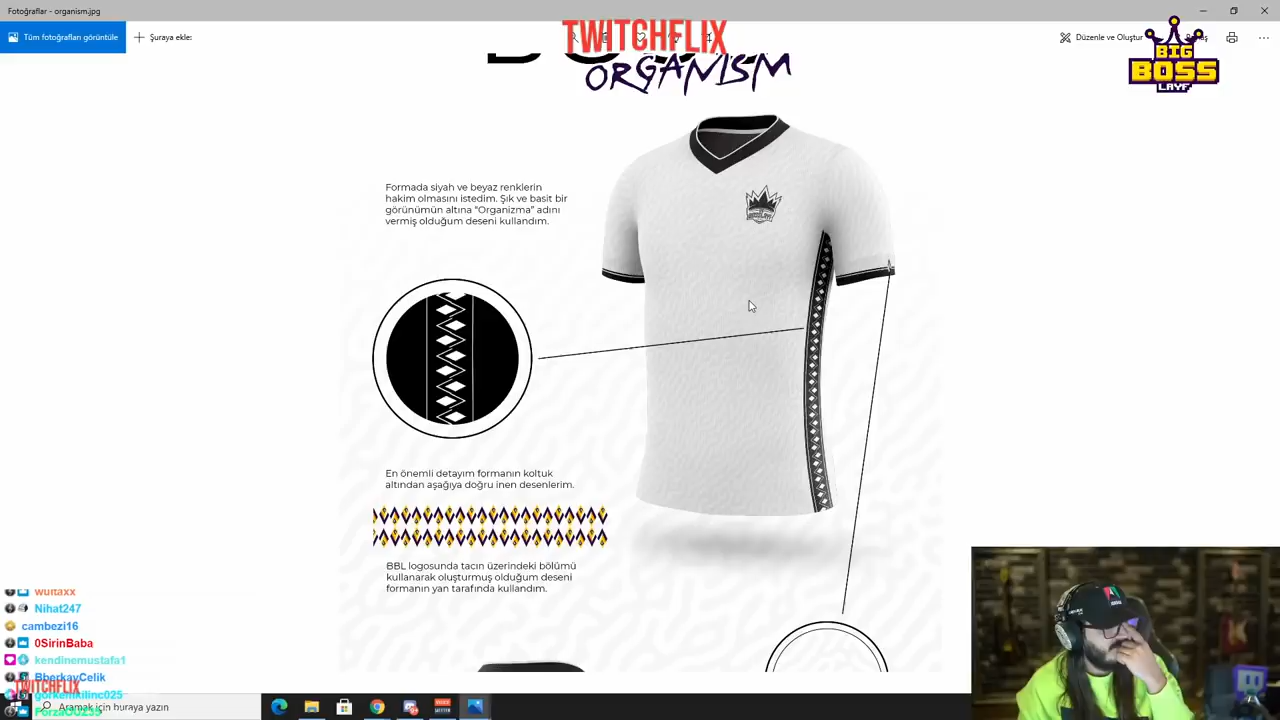 Fotoğraflar - organism.jpg
Tüm fotoğrafları görüntüle
Şuraya ekle:
TWITCHFLIX
Düzenle ve Oluştur
BIG
BOSS
LAYF
ORGANISM
Formada siyah ve beyaz renklerin
hakim olmasını istedim. Şık ve basit bir
görünümün altına "Organizma" adını
vermiş olduğum deseni kullandım.
En önemli detayım formanın koltuk
altından aşağıya doğru inen desenlerim.
BBL logosunda tacın üzerindeki bölümü
kullanarak oluşturmuş olduğum deseni
formanın yan tarafında kullandım.
wultaxx
Nihat247
cambezi16
0SirinBaba
kendinemustafa1
BberkayCelik
TWITCHFLIX
gorkemkilinc025
Aramak için buraya yazın